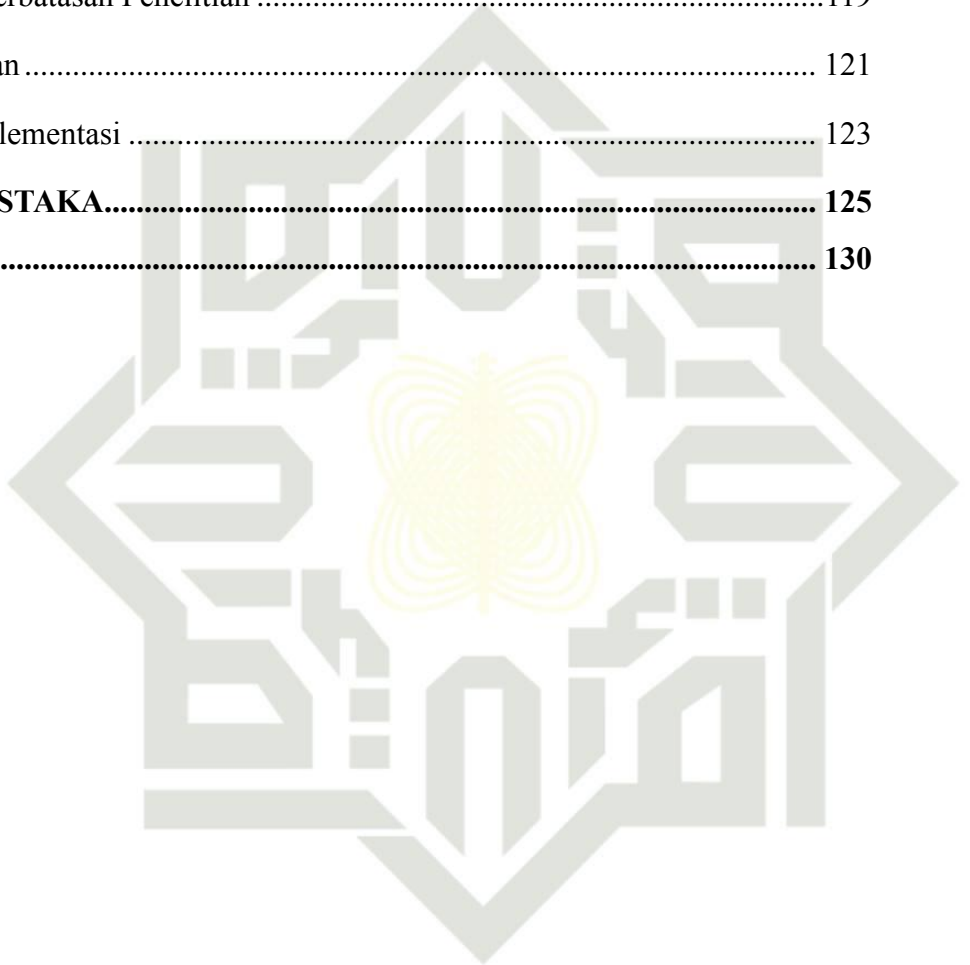 erbatasan Penelitian ........................................................................119
an .................................................................................................... 121
lementasi ....................................................................................... 123
STAKA.......................................................................................... 125
....................................................................................................... 130